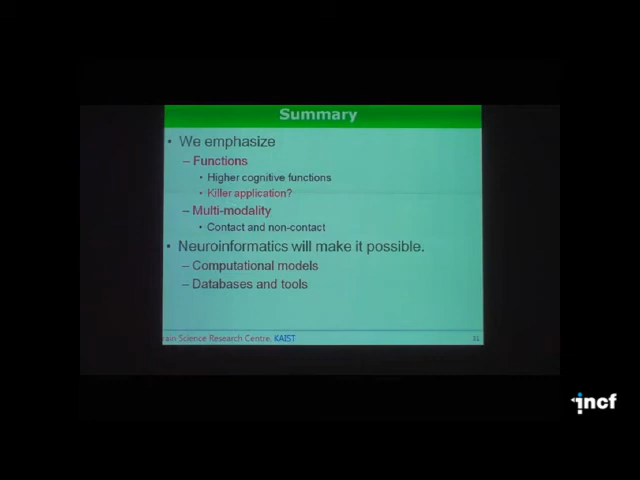 Summary
• We emphasize
– Functions
• Higher cognitive functions
• Killer application?
– Multi-modality
• Contact and non-contact
• Neuroinformatics will make it possible.
– Computational models
– Databases and tools
rain Science Research Centre, KAIST
incf